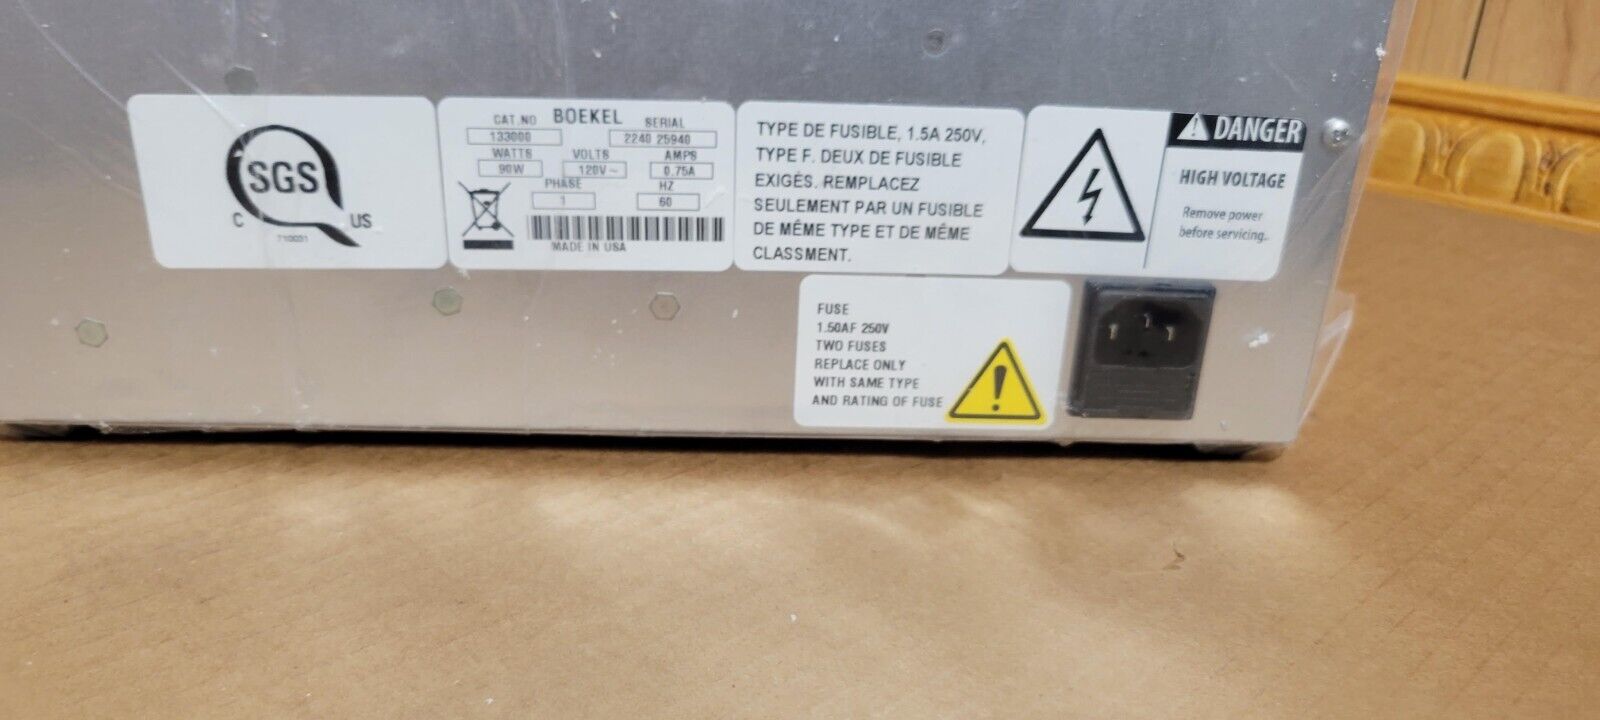 SGS
C
US
710031
BOEKEL
CAT.NO
SERIAL
133000
2240 25940
WATTS
VOLTS
AMPS
90W
120V~
0.75A
PHASE
HZ
1
60
MADE IN USA
TYPE DE FUSIBLE, 1.5A 250V,
TYPE F. DEUX DE FUSIBLE
EXIGÉS. REMPLACEZ
SEULEMENT PAR UN FUSIBLE
DE MÊME TYPE ET DE MÊME
CLASSMENT.
DANGER
HIGH VOLTAGE
Remove power
before servicing.
FUSE
1.50AF 250V
TWO FUSES
REPLACE ONLY
WITH SAME TYPE
AND RATING OF FUSE